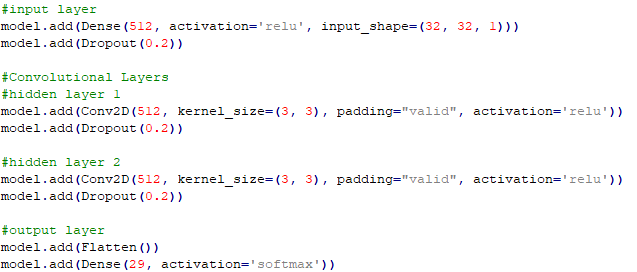 #input layer
model.add(Dense(512, activation='relu', input_shape=(32, 32, 1)))
model.add(Dropout(0.2))
#Convolutional Layers
#hidden layer 1
model.add(Conv2D(512, kernel_size=(3, 3), padding="valid", activation='relu'))
model.add(Dropout(0.2))
#hidden layer 2
model.add(Conv2D(512, kernel_size=(3, 3), padding="valid", activation='relu'))
model.add(Dropout(0.2))
#output layer
model.add(Flatten())
model.add(Dense(29, activation='softmax'))